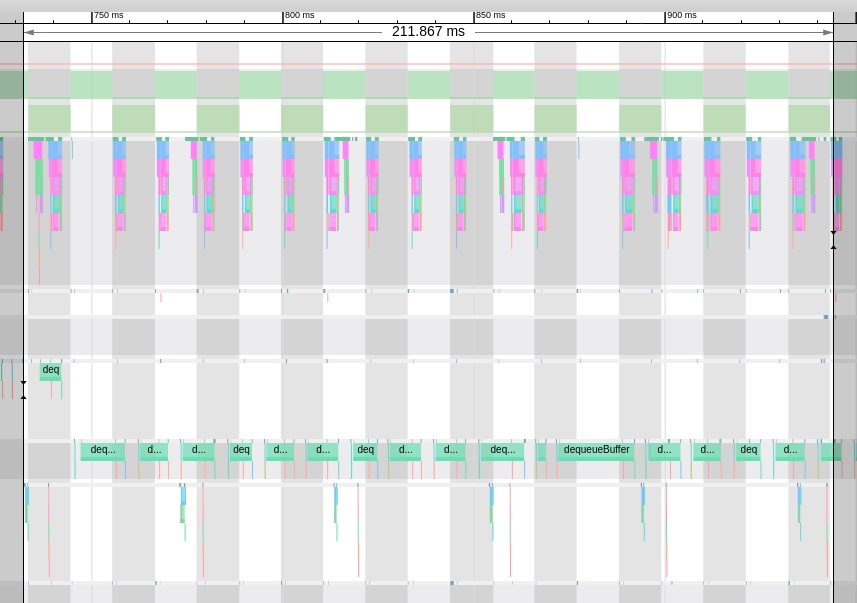 750 ms 800 ms 850 ms 900 ms
211.867 ms
deq
deq... d... d... deq d... d... deq d... d... deq... dequeueBuffer d... d... deq d...